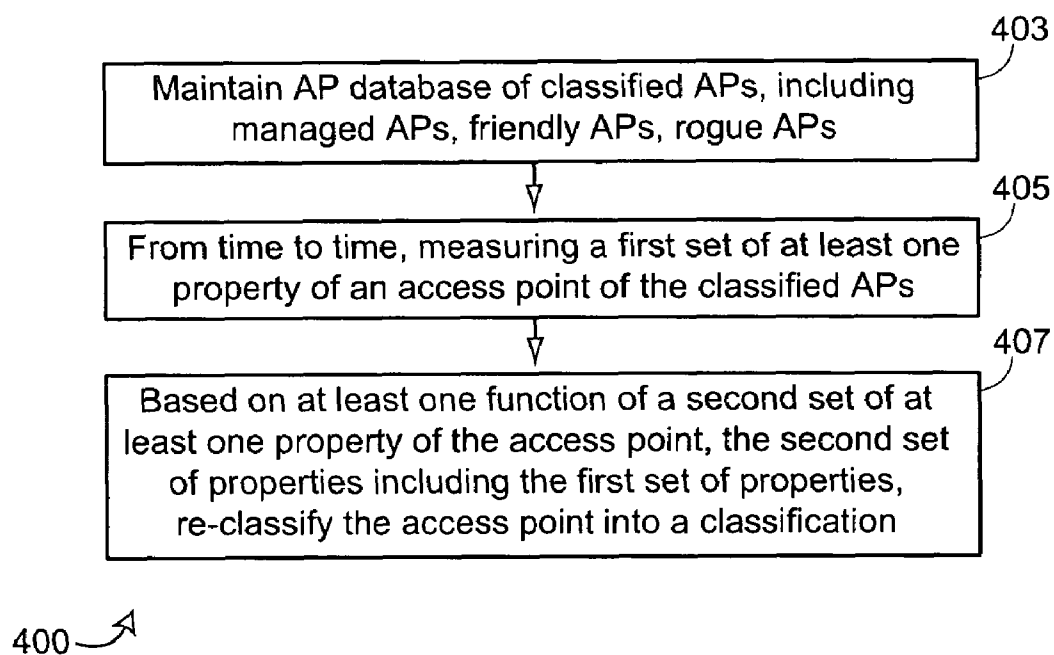 403
Maintain AP database of classified APs, including
managed APs, friendly APs, rogue APs
405
From time to time, measuring a first set of at least one
property of an access point of the classified APs
407
Based on at least one function of a second set of at
least one property of the access point, the second set
of properties including the first set of properties,
re-classify the access point into a classification
400